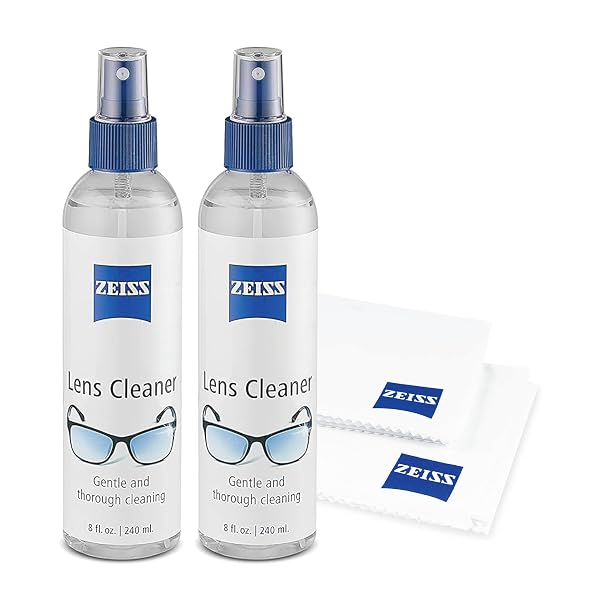 ZEISS
Lens Cleaner
Gentle and
thorough cleaning
8 fl. oz. | 240 ml.
ZEISS
Lens Cleaner
Gentle and
thorough cleaning
8 fl. oz. | 240 ml.
ZEISS
ZEISS